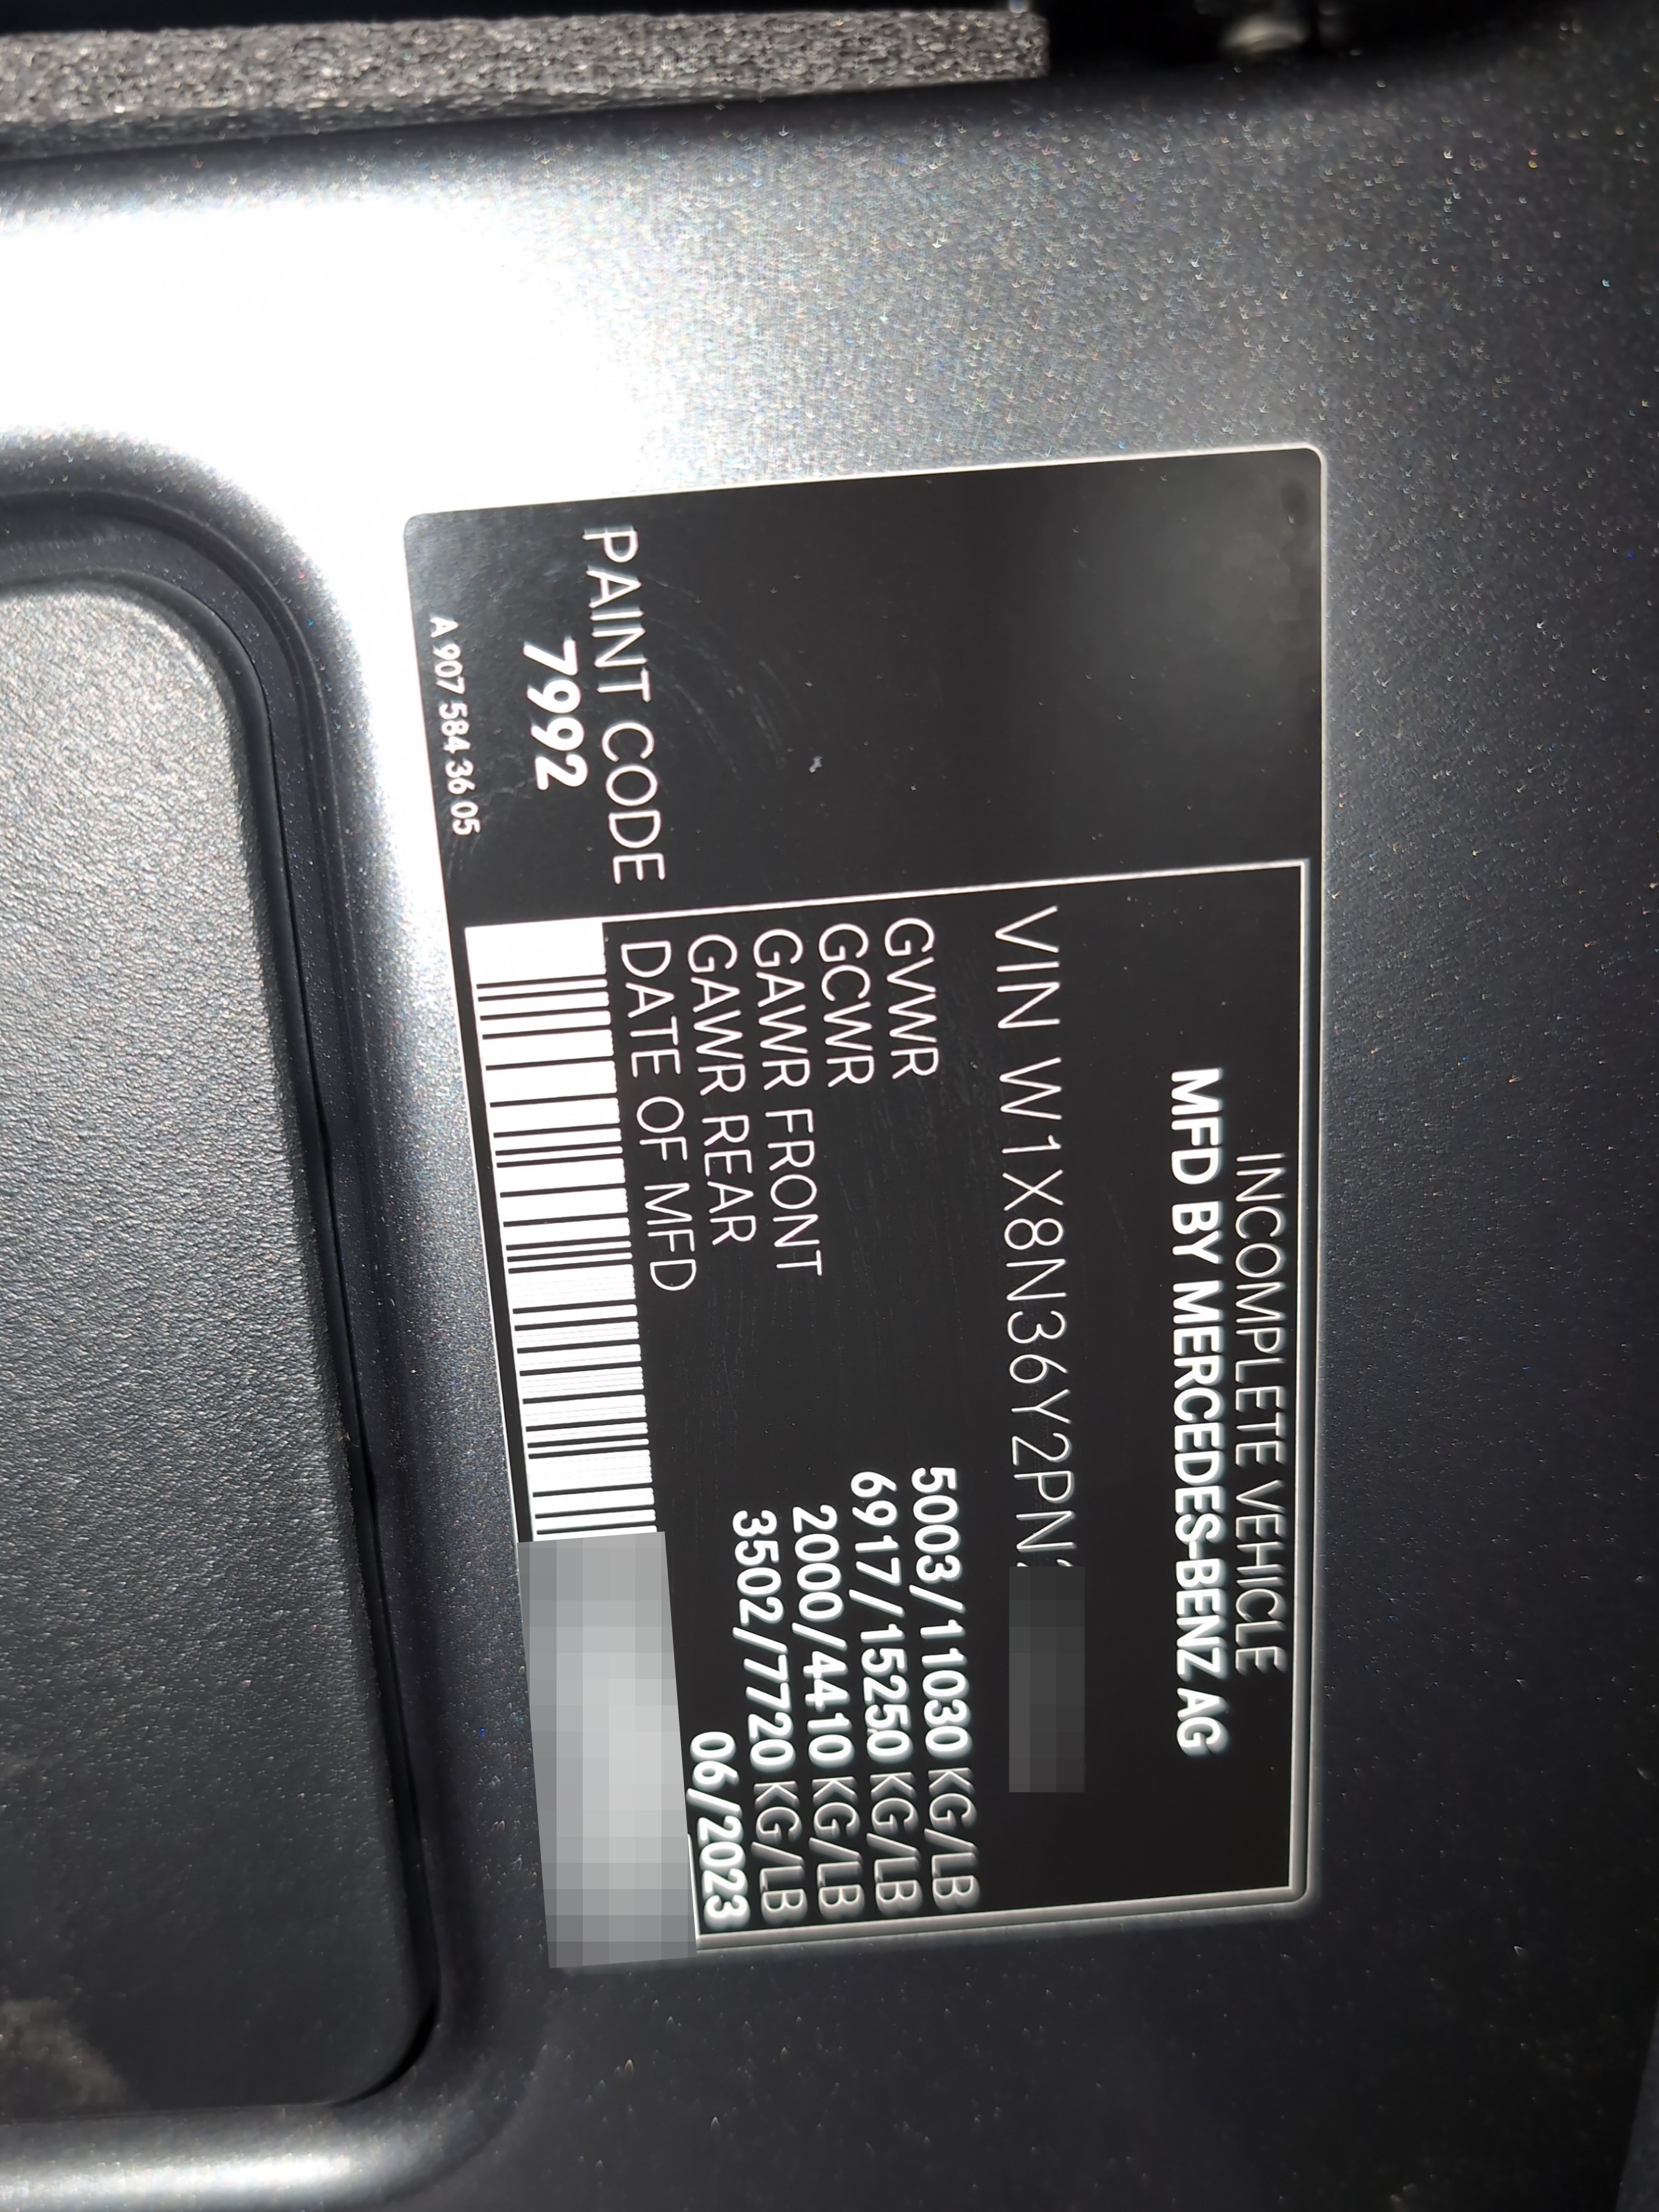 INCOMPLETE VEHICLE
MFD BY MERCEDES-BENZ AG
VIN W1X8N36Y2PN
GVWR 5003/11030 KG/LB
GCWR 6917/15250 KG/LB
GAWR FRONT 2000/4410 KG/LB
GAWR REAR 3502/7720 KG/LB
DATE OF MFD 06/2023
PAINT CODE
7992
A 907 584 36 05